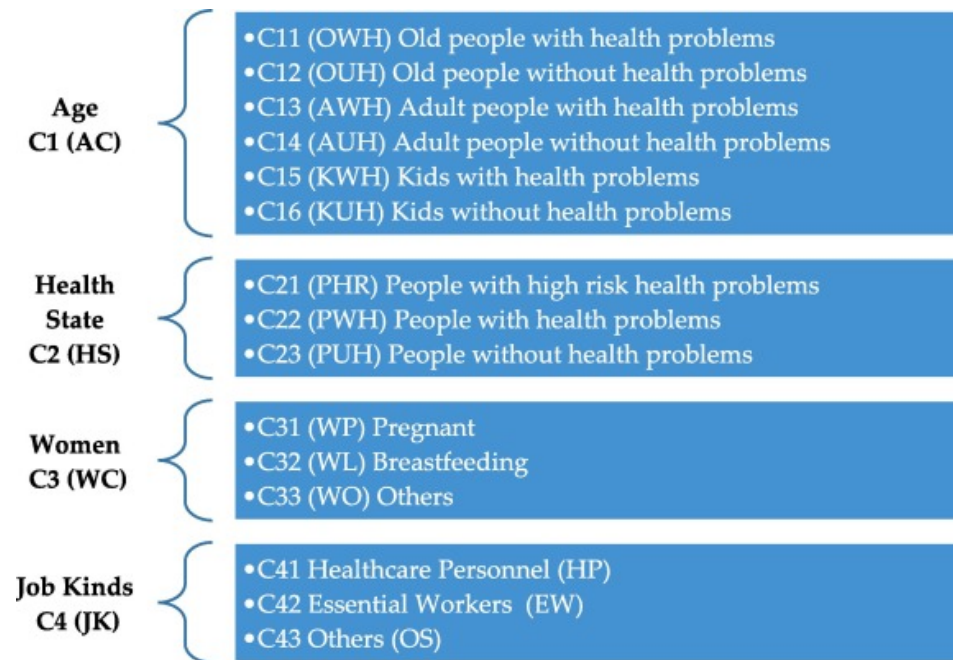 Age
C1 (AC)
•C11 (OWH) Old people with health problems
•C12 (OUH) Old people without health problems
•C13 (AWH) Adult people with health problems
•C14 (AUH) Adult people without health problems
•C15 (KWH) Kids with health problems
•C16 (KUH) Kids without health problems
Health
State
C2 (HS)
•C21 (PHR) People with high risk health problems
•C22 (PWH) People with health problems
•C23 (PUH) People without health problems
Women
C3 (WC)
•C31 (WP) Pregnant
•C32 (WL) Breastfeeding
•C33 (WO) Others
Job Kinds
C4 (JK)
•C41 Healthcare Personnel (HP)
•C42 Essential Workers (EW)
•C43 Others (OS)